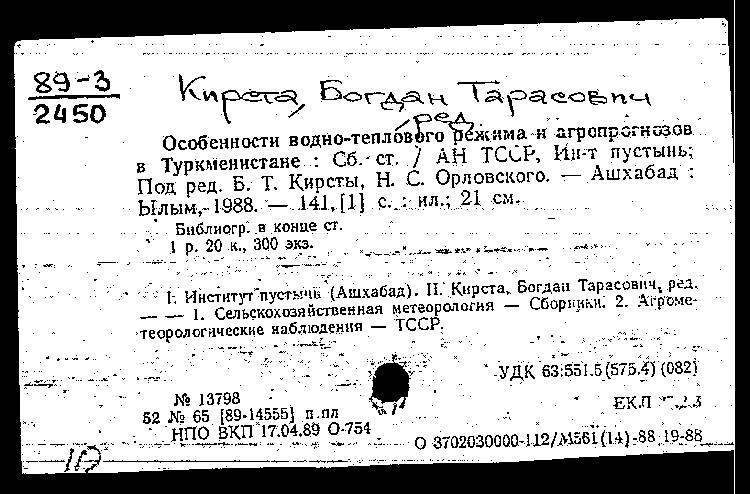 89-3
2450
Кирста, Богдан Тарасович
ред.
Особенности водно-теплового режима и агропрогнозов
в Туркменистане : Сб. ст. / АН ТССР, Ин-т пустынь;
Под ред. Б. Т. Кирсты, Н. С. Орловского. — Ашхабад :
Ылым, 1988. — 141, [1] с. : ил.; 21 см.
Библиогр. в конце ст.
1 р. 20 к., 300 экз.
I. Институт пустынь (Ашхабад). II. Кирста, Богдан Тарасович, ред.
— — 1. Сельскохозяйственная метеорология — Сборники. 2. Агроме-
теорологические наблюдения — ТССР.
УДК 63:551.5(575.4)(082)
№ 13798
52 № 65 [89-14555] п пл
ЕКЛ
НПО ВКП 17.04.89 О-754
О 3702030000-112/М561(14)-88 19-88